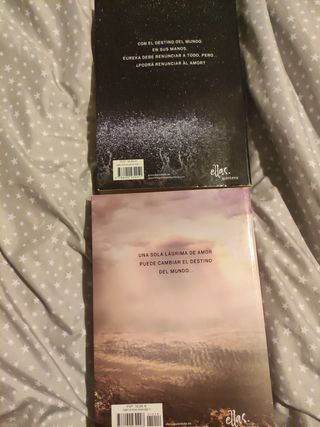 CON EL DESTINO DEL MUNDO
EN SUS MANOS,
EUREKA DEBE RENUNCIAR A TODO. PERO...
¿PODRÁ RENUNCIAR AL AMOR?
ellas.
montena
UNA SOLA LÁGRIMA DE AMOR
PUEDE CAMBIAR EL DESTINO
DEL MUNDO...
ellas.